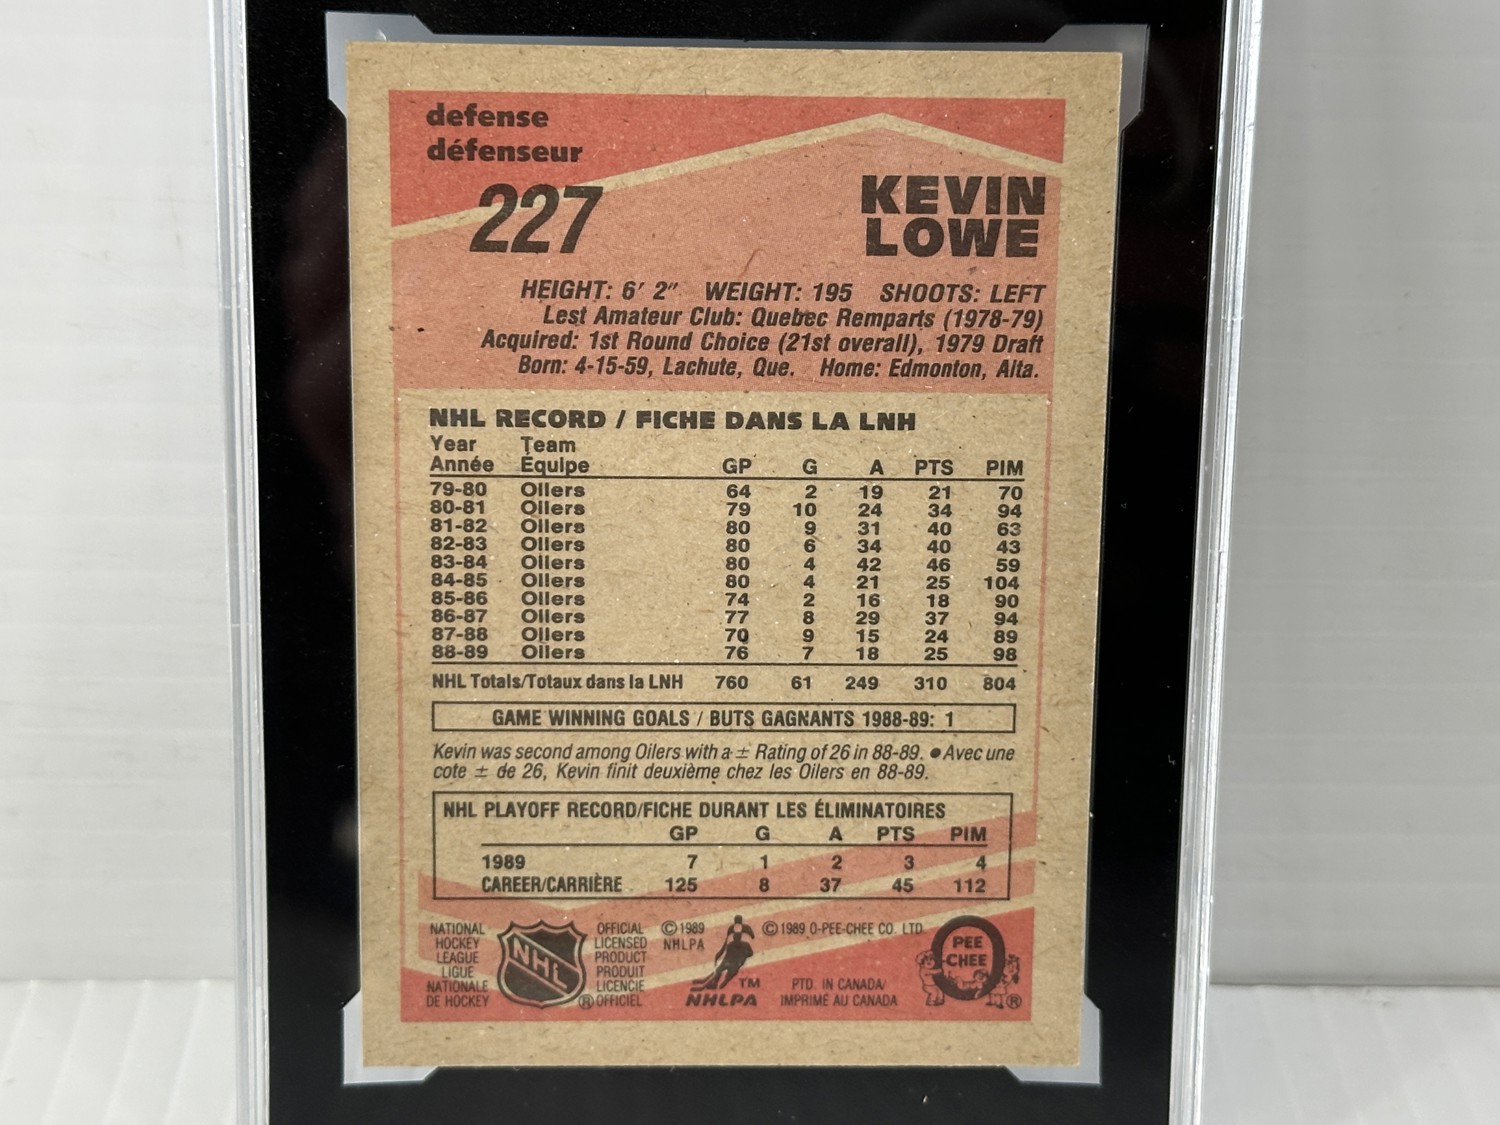 defense
défenseur
227
KEVIN
LOWE
HEIGHT: 6' 2" WEIGHT: 195 SHOOTS: LEFT
Lest Amateur Club: Quebec Remparts (1978-79)
Acquired: 1st Round Choice (21st overall), 1979 Draft
Born: 4-15-59, Lachute, Que. Home: Edmonton, Alta.
NHL RECORD / FICHE DANS LA LNH
Year Team
Année Équipe GP G A PTS PIM
79-80 Oilers 64 2 19 21 70
80-81 Oilers 79 10 24 34 94
81-82 Oilers 80 9 31 40 63
82-83 Oilers 80 6 34 40 43
83-84 Oilers 80 4 42 46 59
84-85 Oilers 80 4 21 25 104
85-86 Oilers 74 2 16 18 90
86-87 Oilers 77 8 29 37 94
87-88 Oilers 70 9 15 24 89
88-89 Oilers 76 7 18 25 98
NHL Totals/Totaux dans la LNH 760 61 249 310 804
GAME WINNING GOALS / BUTS GAGNANTS 1988-89: 1
Kevin was second among Oilers with a ± Rating of 26 in 88-89. ● Avec une
cote ± de 26, Kevin finit deuxième chez les Oilers en 88-89.
NHL PLAYOFF RECORD/FICHE DURANT LES ÉLIMINATOIRES
GP G A PTS PIM
1989 7 1 2 3 4
CAREER/CARRIÈRE 125 8 37 45 112
NATIONAL
HOCKEY
LEAGUE
LIGUE
NATIONALE
DE HOCKEY
NHL
®
OFFICIAL
LICENSED
PRODUCT
PRODUIT
LICENCIE
OFFICIEL
© 1989
NHLPA
TM
NHLPA
© 1989 O-PEE-CHEE CO. LTD.
PTD. IN CANADA/
IMPRIMÉ AU CANADA
O
PEE
CHEE
®